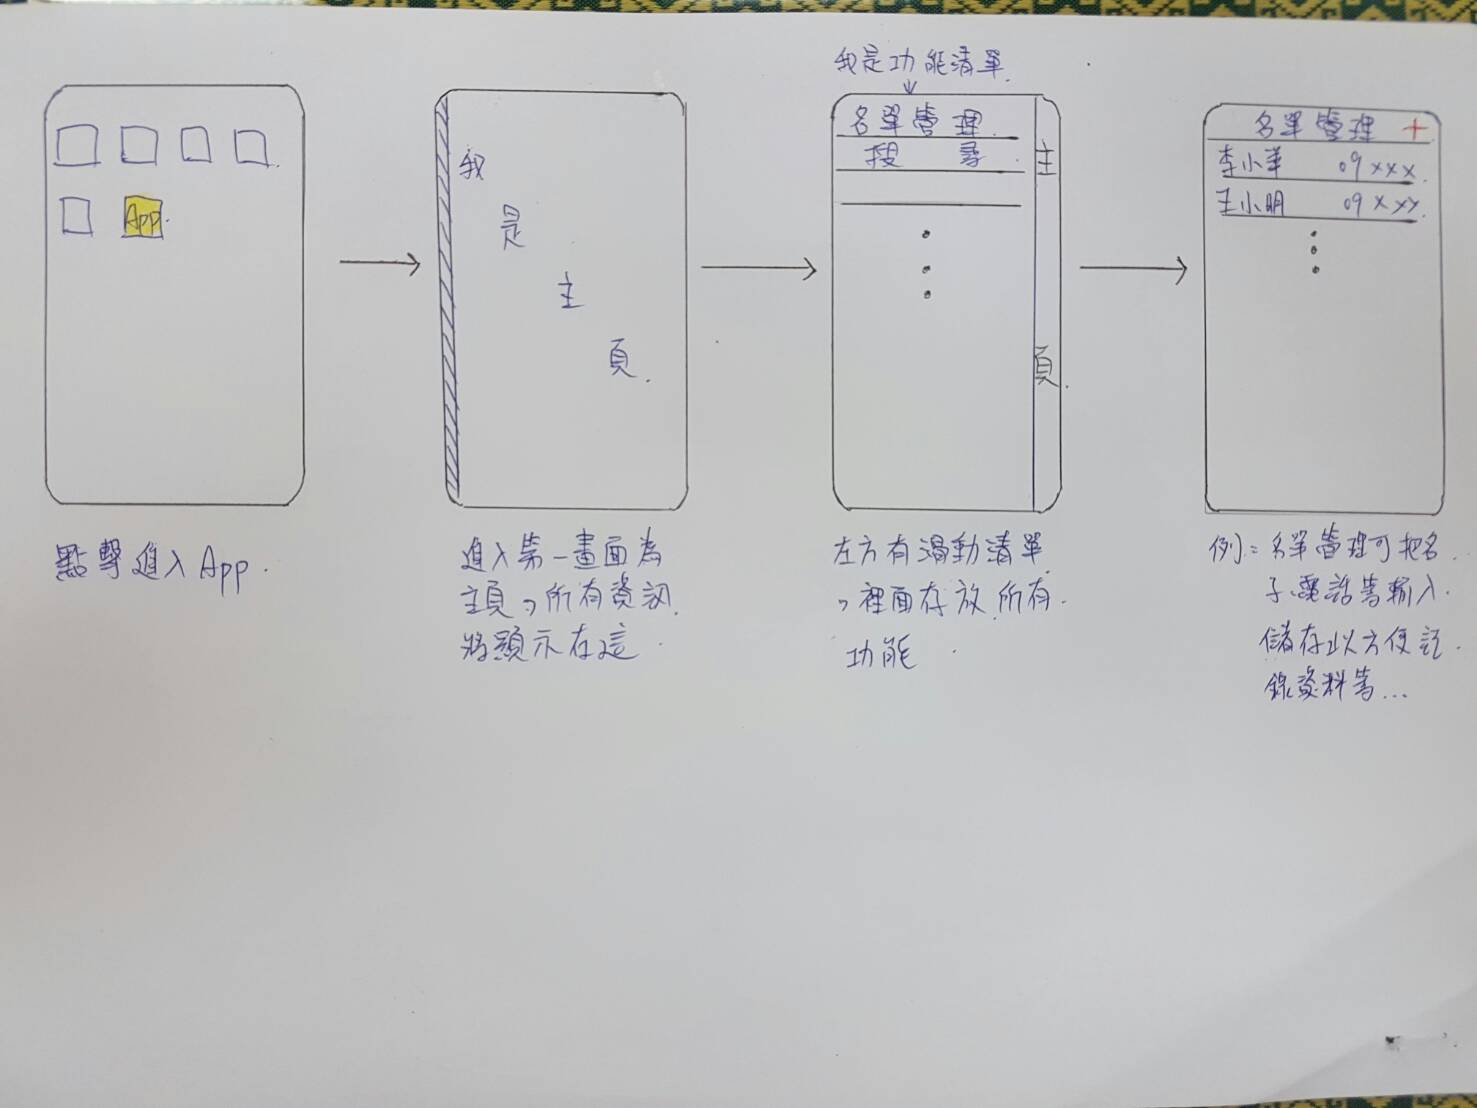 App
點擊進入 App.
我
是
主
頁.
進入第一畫面為
主頁,所有資訊
將顯示在這.
我是功能清單
名單管理
搜 尋
主
頁.
左方有滑動清單
,裡面存放所有
功能.
名單管理 +
李小華 09xxx
王小明 09xxx
例:名單管理可把名
子、電話等輸入
儲存以方便記
錄資料等...